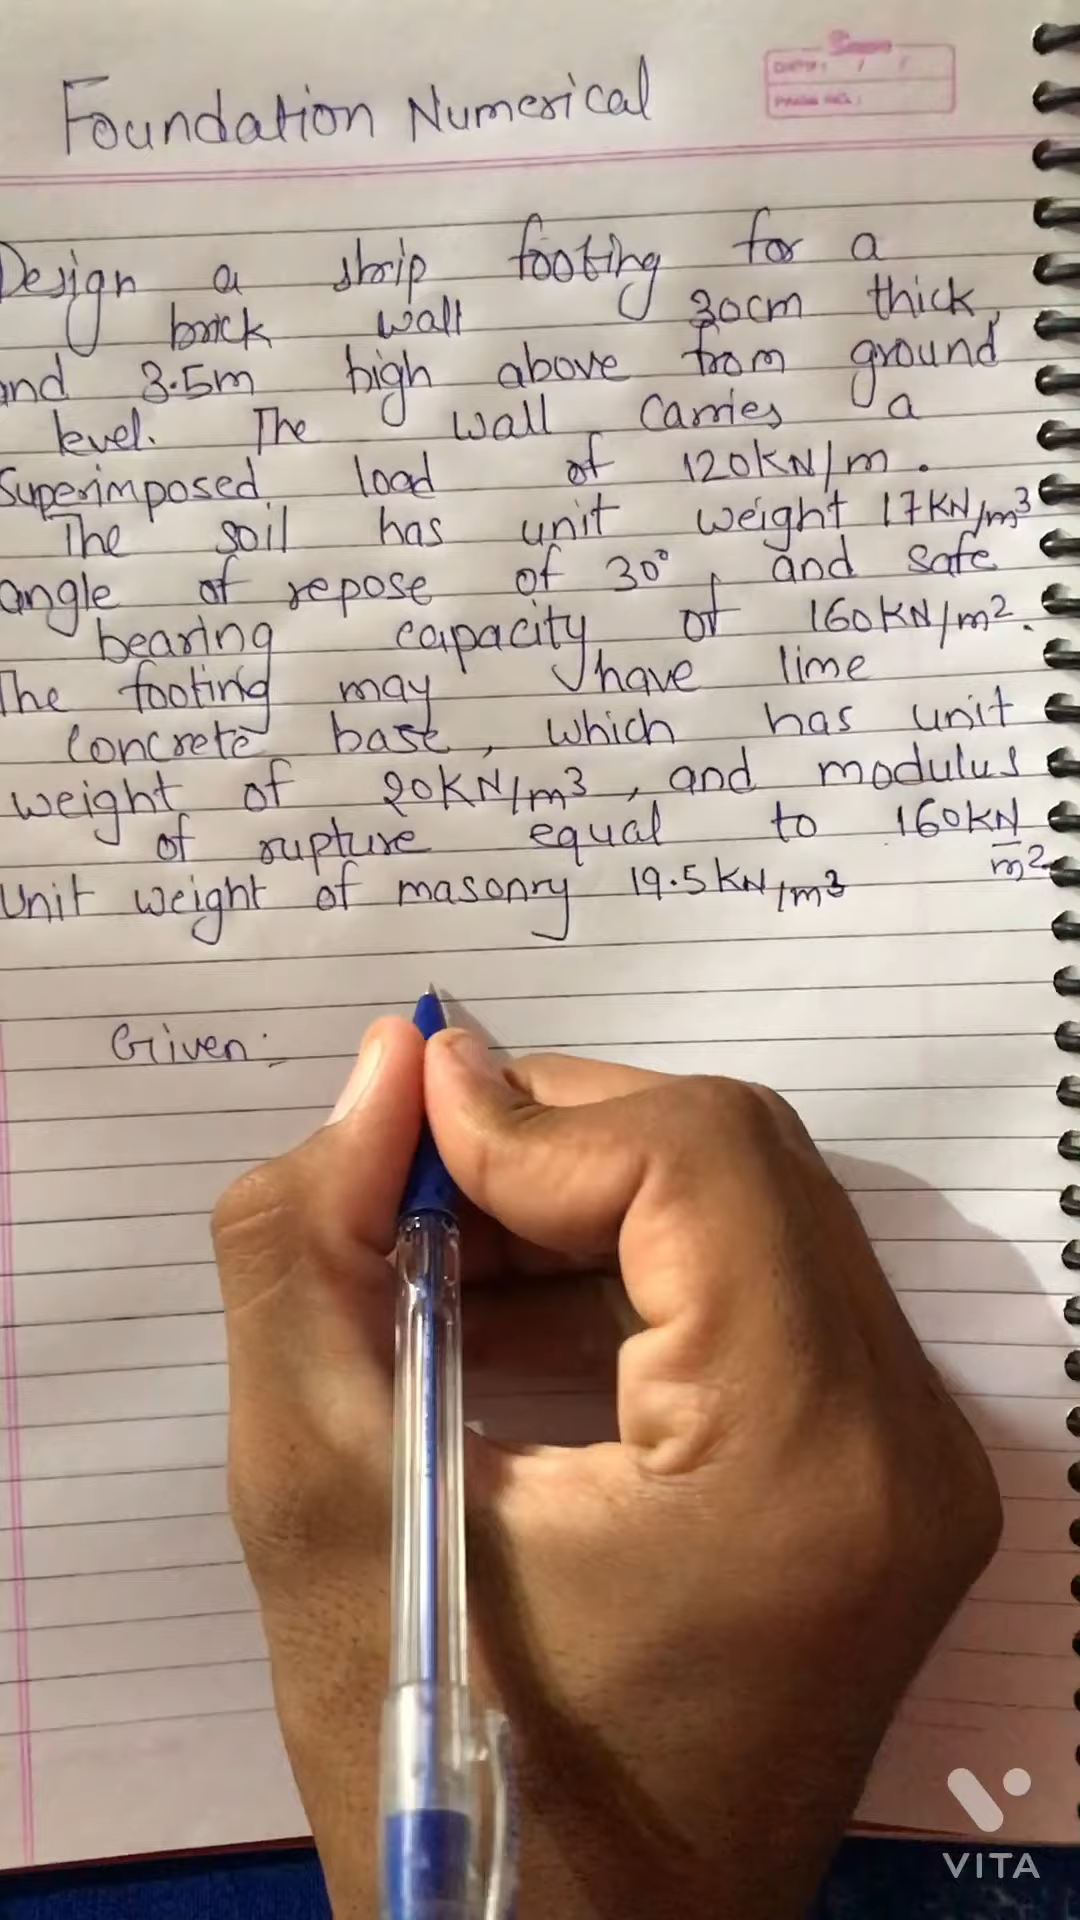 Foundation Numerical
DATE: / /
PAGE NO.:
Design a strip footing for a
brick wall 30cm thick,
and 3.5m high above from ground
level. The wall carries a
superimposed load of 120KN/m.
The soil has unit weight 17KN/m³
angle of repose of 30°, and safe
bearing capacity of 160KN/m².
The footing may have lime
concrete base, which has unit
weight of 20KN/m³, and modulus
of rupture equal to 160KN/m²
Unit weight of masonry 19.5KN/m³
Given:
VITA